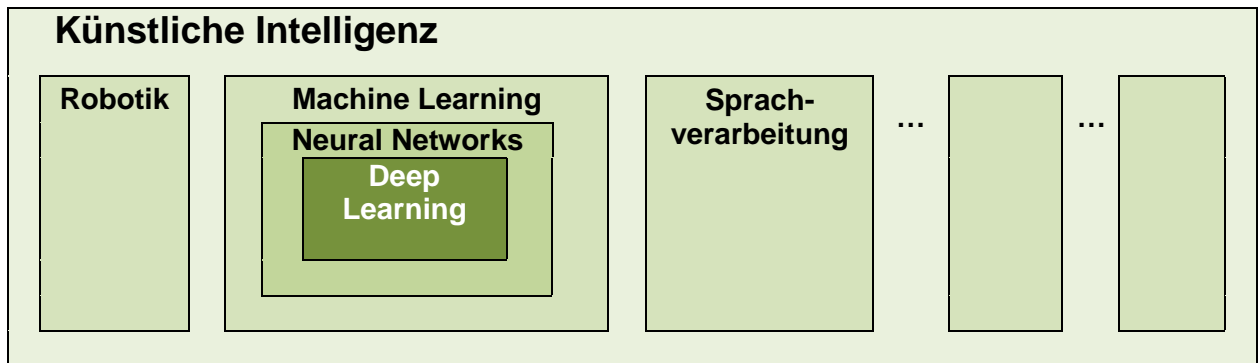 Künstliche Intelligenz
Robotik
Machine Learning
Neural Networks
Deep
Learning
Sprach-
verarbeitung
…
…